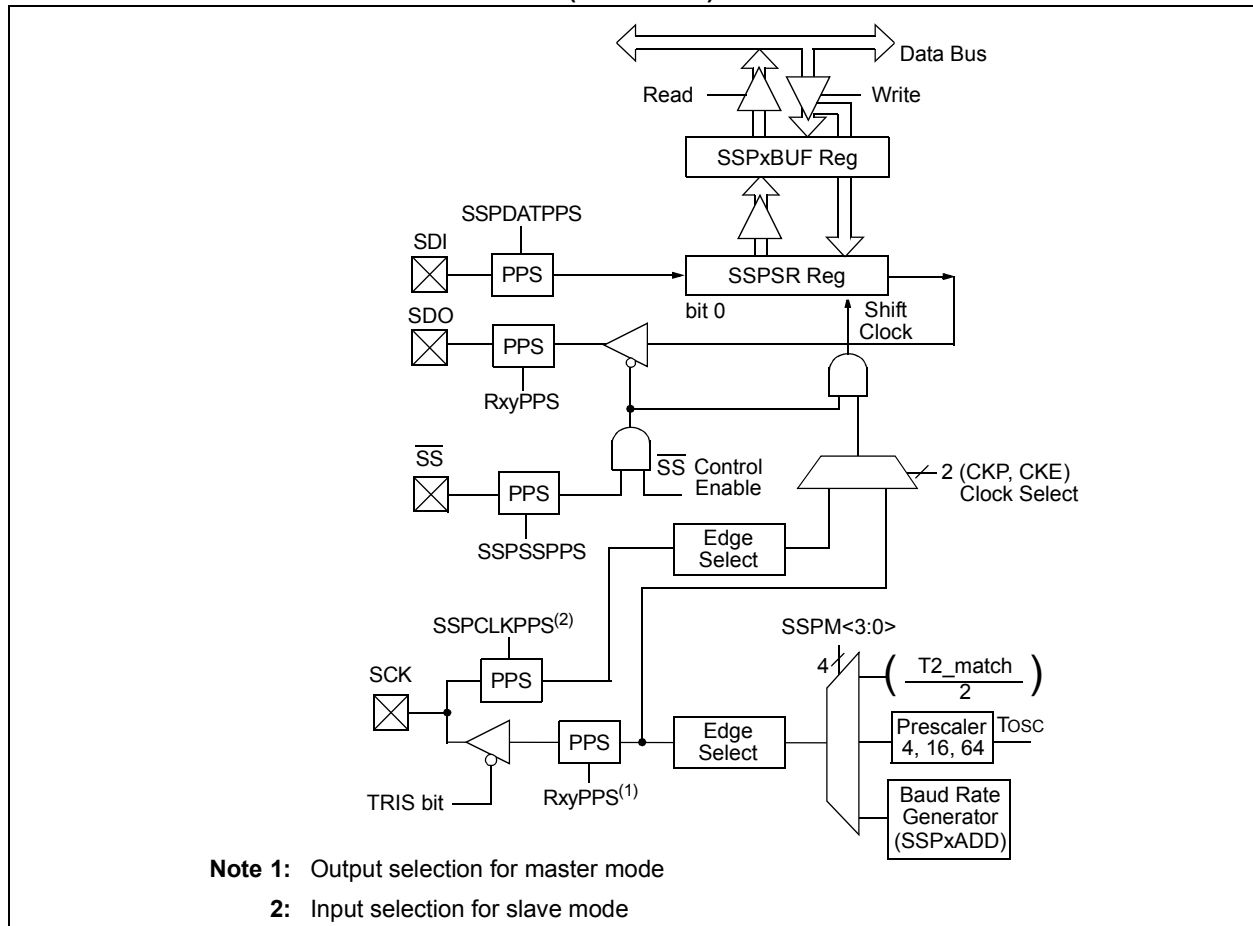 Data Bus
Read
Write
SSPxBUF Reg
SSPDATPPS
SDI
PPS
SSPSR Reg
bit 0
Shift
Clock
SDO
PPS
RxyPPS
SS
PPS
SSPSSPPS
SS Control
Enable
2 (CKP, CKE)
Clock Select
Edge
Select
SSPCLKPPS(2)
SCK
PPS
SSPM<3:0>
4
( T2_match
2 )
Prescaler
4, 16, 64
TOSC
Edge
Select
PPS
RxyPPS(1)
TRIS bit
Baud Rate
Generator
(SSPxADD)
Note 1: Output selection for master mode
2: Input selection for slave mode